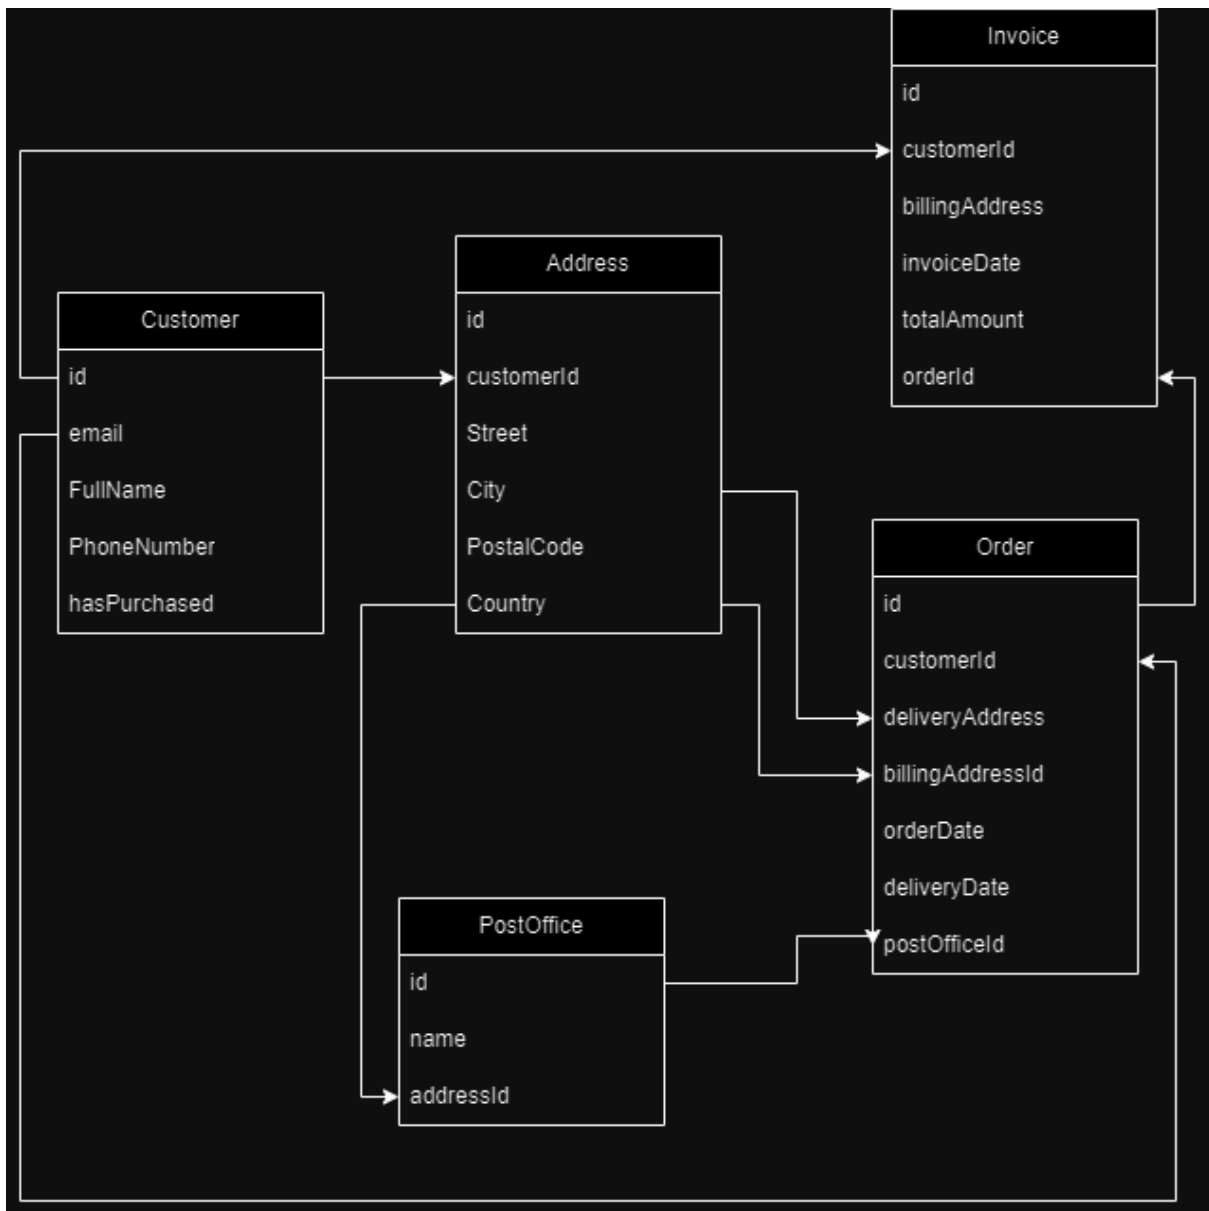 Invoice
id
customerId
billingAddress
invoiceDate
totalAmount
orderId
Address
id
customerId
Street
City
PostalCode
Country
Customer
id
email
FullName
PhoneNumber
hasPurchased
Order
id
customerId
deliveryAddress
billingAddressId
orderDate
deliveryDate
postOfficeId
PostOffice
id
name
addressId